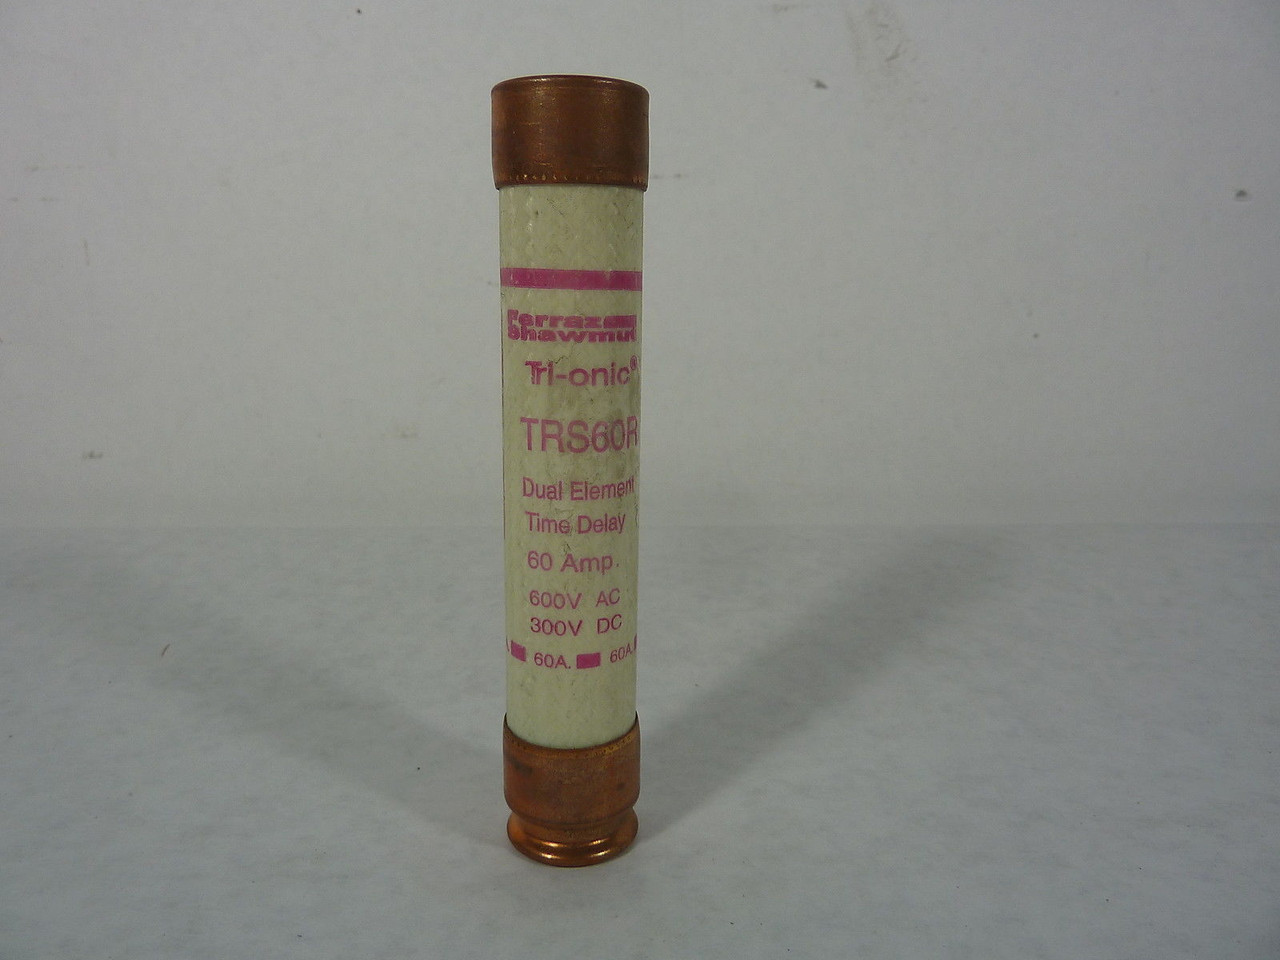 Ferraz
Shawmut
Tri-onic®
TRS60R
Dual Element
Time Delay
60 Amp.
600V AC
300V DC
60A. 60A.